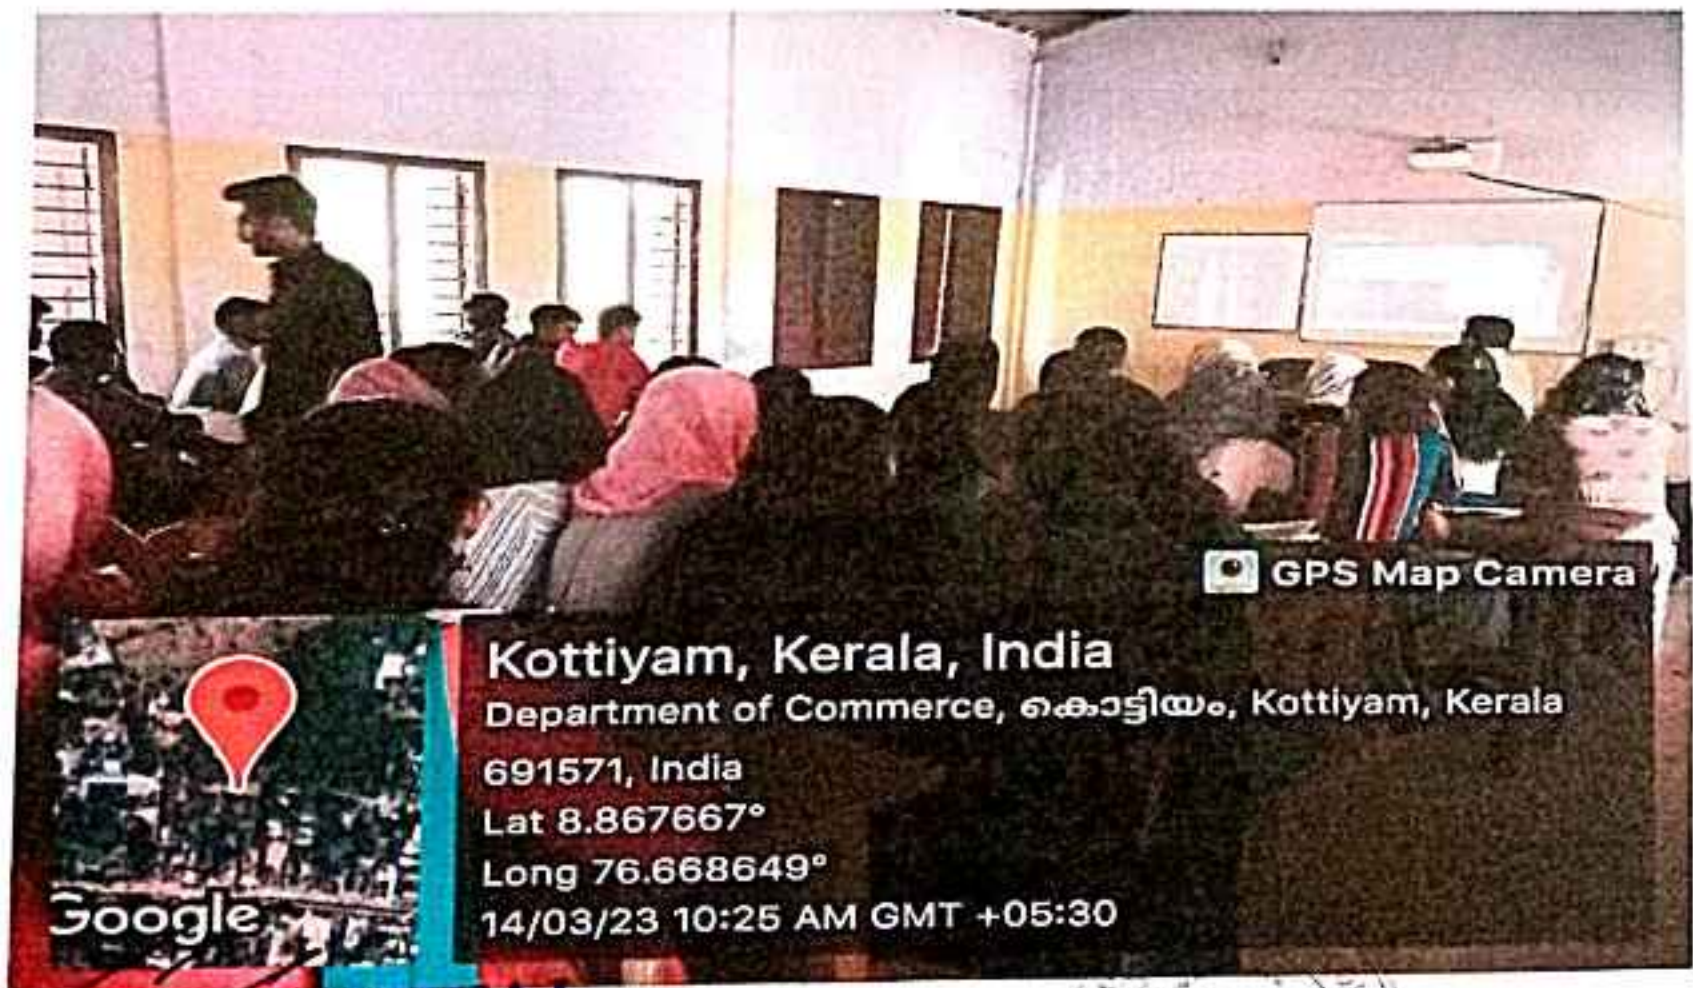 GPS Map Camera
Kottiyam, Kerala, India
Department of Commerce, കൊട്ടിയം, Kottiyam, Kerala
691571, India
Lat 8.867667°
Long 76.668649°
14/03/23 10:25 AM GMT +05:30
Google